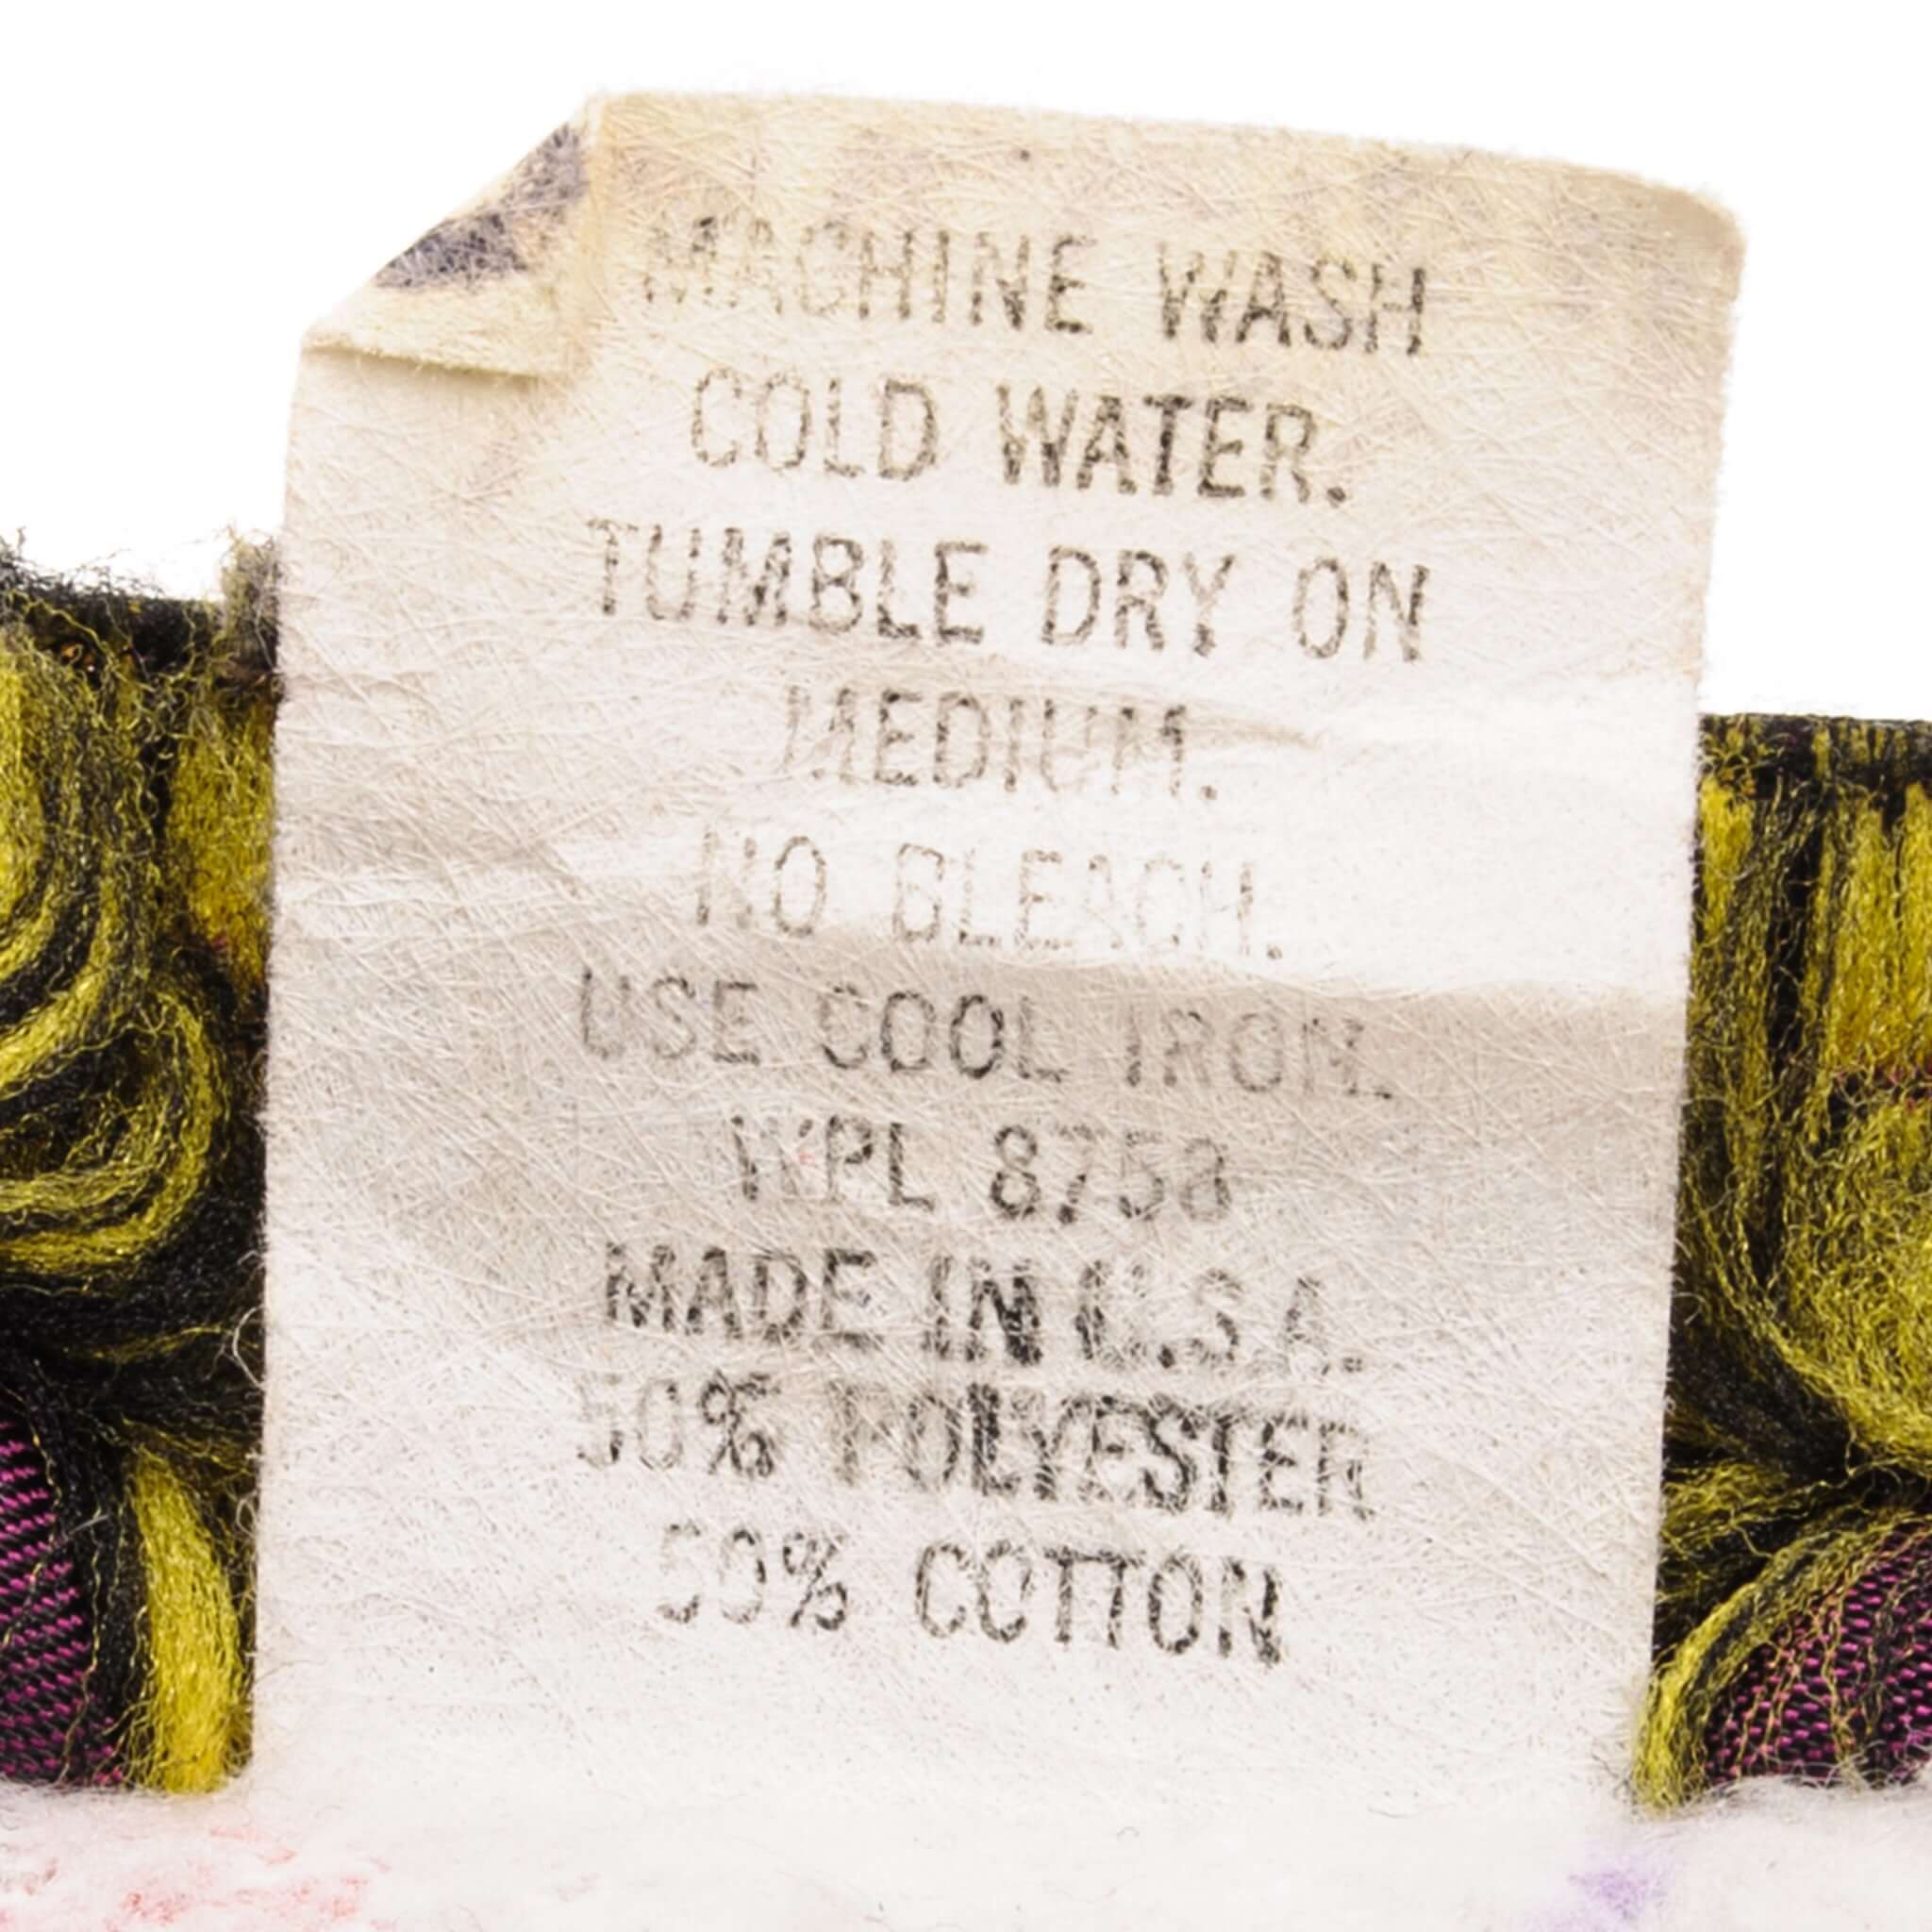 MACHINE WASH
COLD WATER.
TUMBLE DRY ON
MEDIUM.
NO BLEACH.
USE COOL IRON.
WPL 8758
MADE IN U.S.A.
50% POLYESTER
50% COTTON